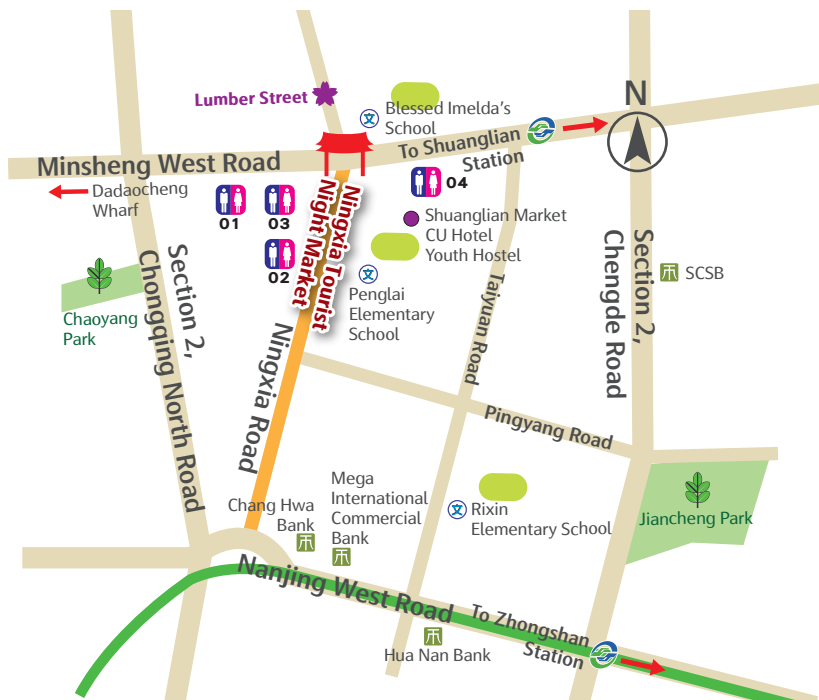 N
Lumber Street
文
Blessed Imelda's
School
To Shuanglian
Station
Minsheng West Road
Dadaocheng
Wharf
01
03
04
02
Ningxia Tourist
Night Market
Shuanglian Market
CU Hotel
Youth Hostel
文
Penglai
Elementary
School
Section 2,
Chongqing North Road
Chaoyang
Park
Section 2,
Chengde Road
SCSB
Taiyuan Road
Ningxia Road
Pingyang Road
Chang Hwa
Bank
Mega
International
Commercial
Bank
文
Rixin
Elementary School
Jiancheng Park
Nanjing West Road
To Zhongshan
Station
Hua Nan Bank